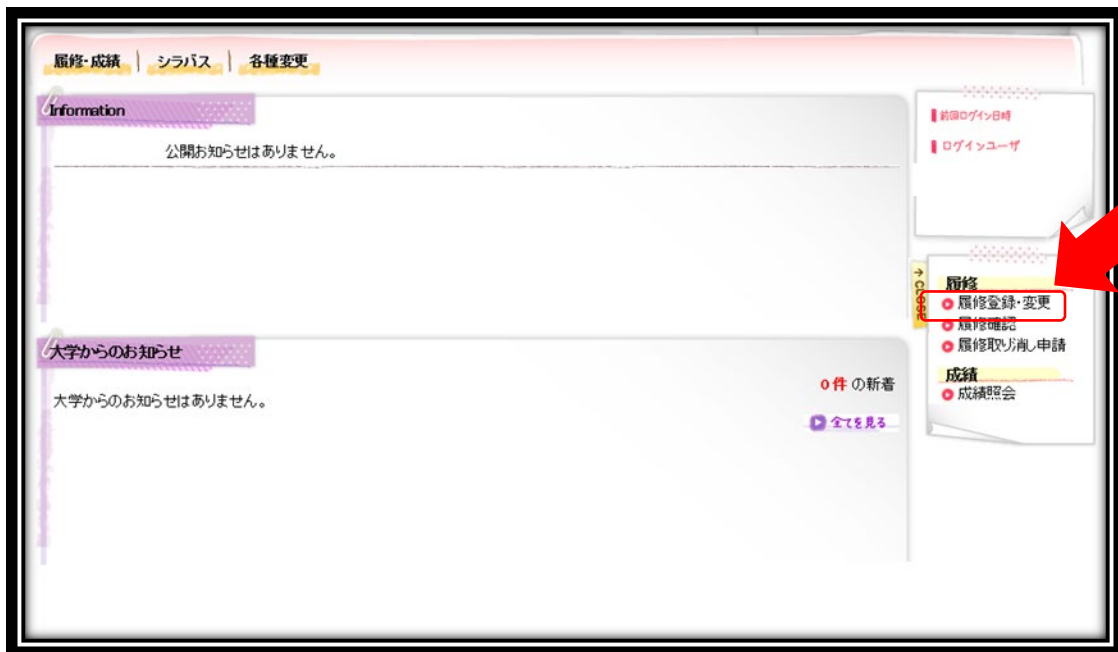 履修・成績 シラバス 各種変更
Information
公開お知らせはありません。
大学からのお知らせ
0件 の新着
大学からのお知らせはありません。
全てを見る
前回ログイン日時
ログインユーザ
→ CLOSE
履修
履修登録・変更
履修確認
履修取り消し申請
成績
成績照会